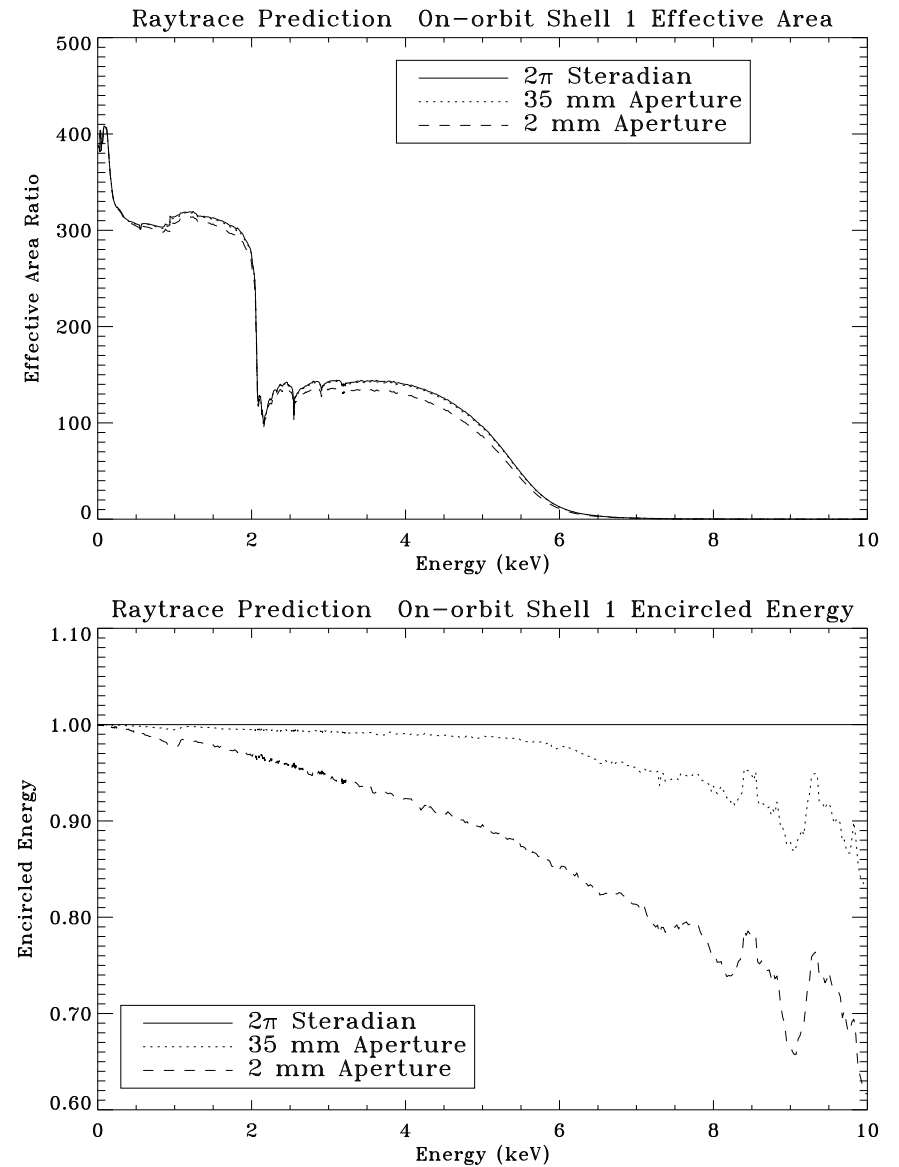 Raytrace Prediction On-orbit Shell 1 Effective Area
500
400
300
200
100
0
Effective Area Ratio
2π Steradian
35 mm Aperture
2 mm Aperture
0 2 4 6 8 10
Energy (keV)
Raytrace Prediction On-orbit Shell 1 Encircled Energy
1.10
1.00
0.90
0.80
0.70
0.60
Encircled Energy
2π Steradian
35 mm Aperture
2 mm Aperture
0 2 4 6 8 10
Energy (keV)